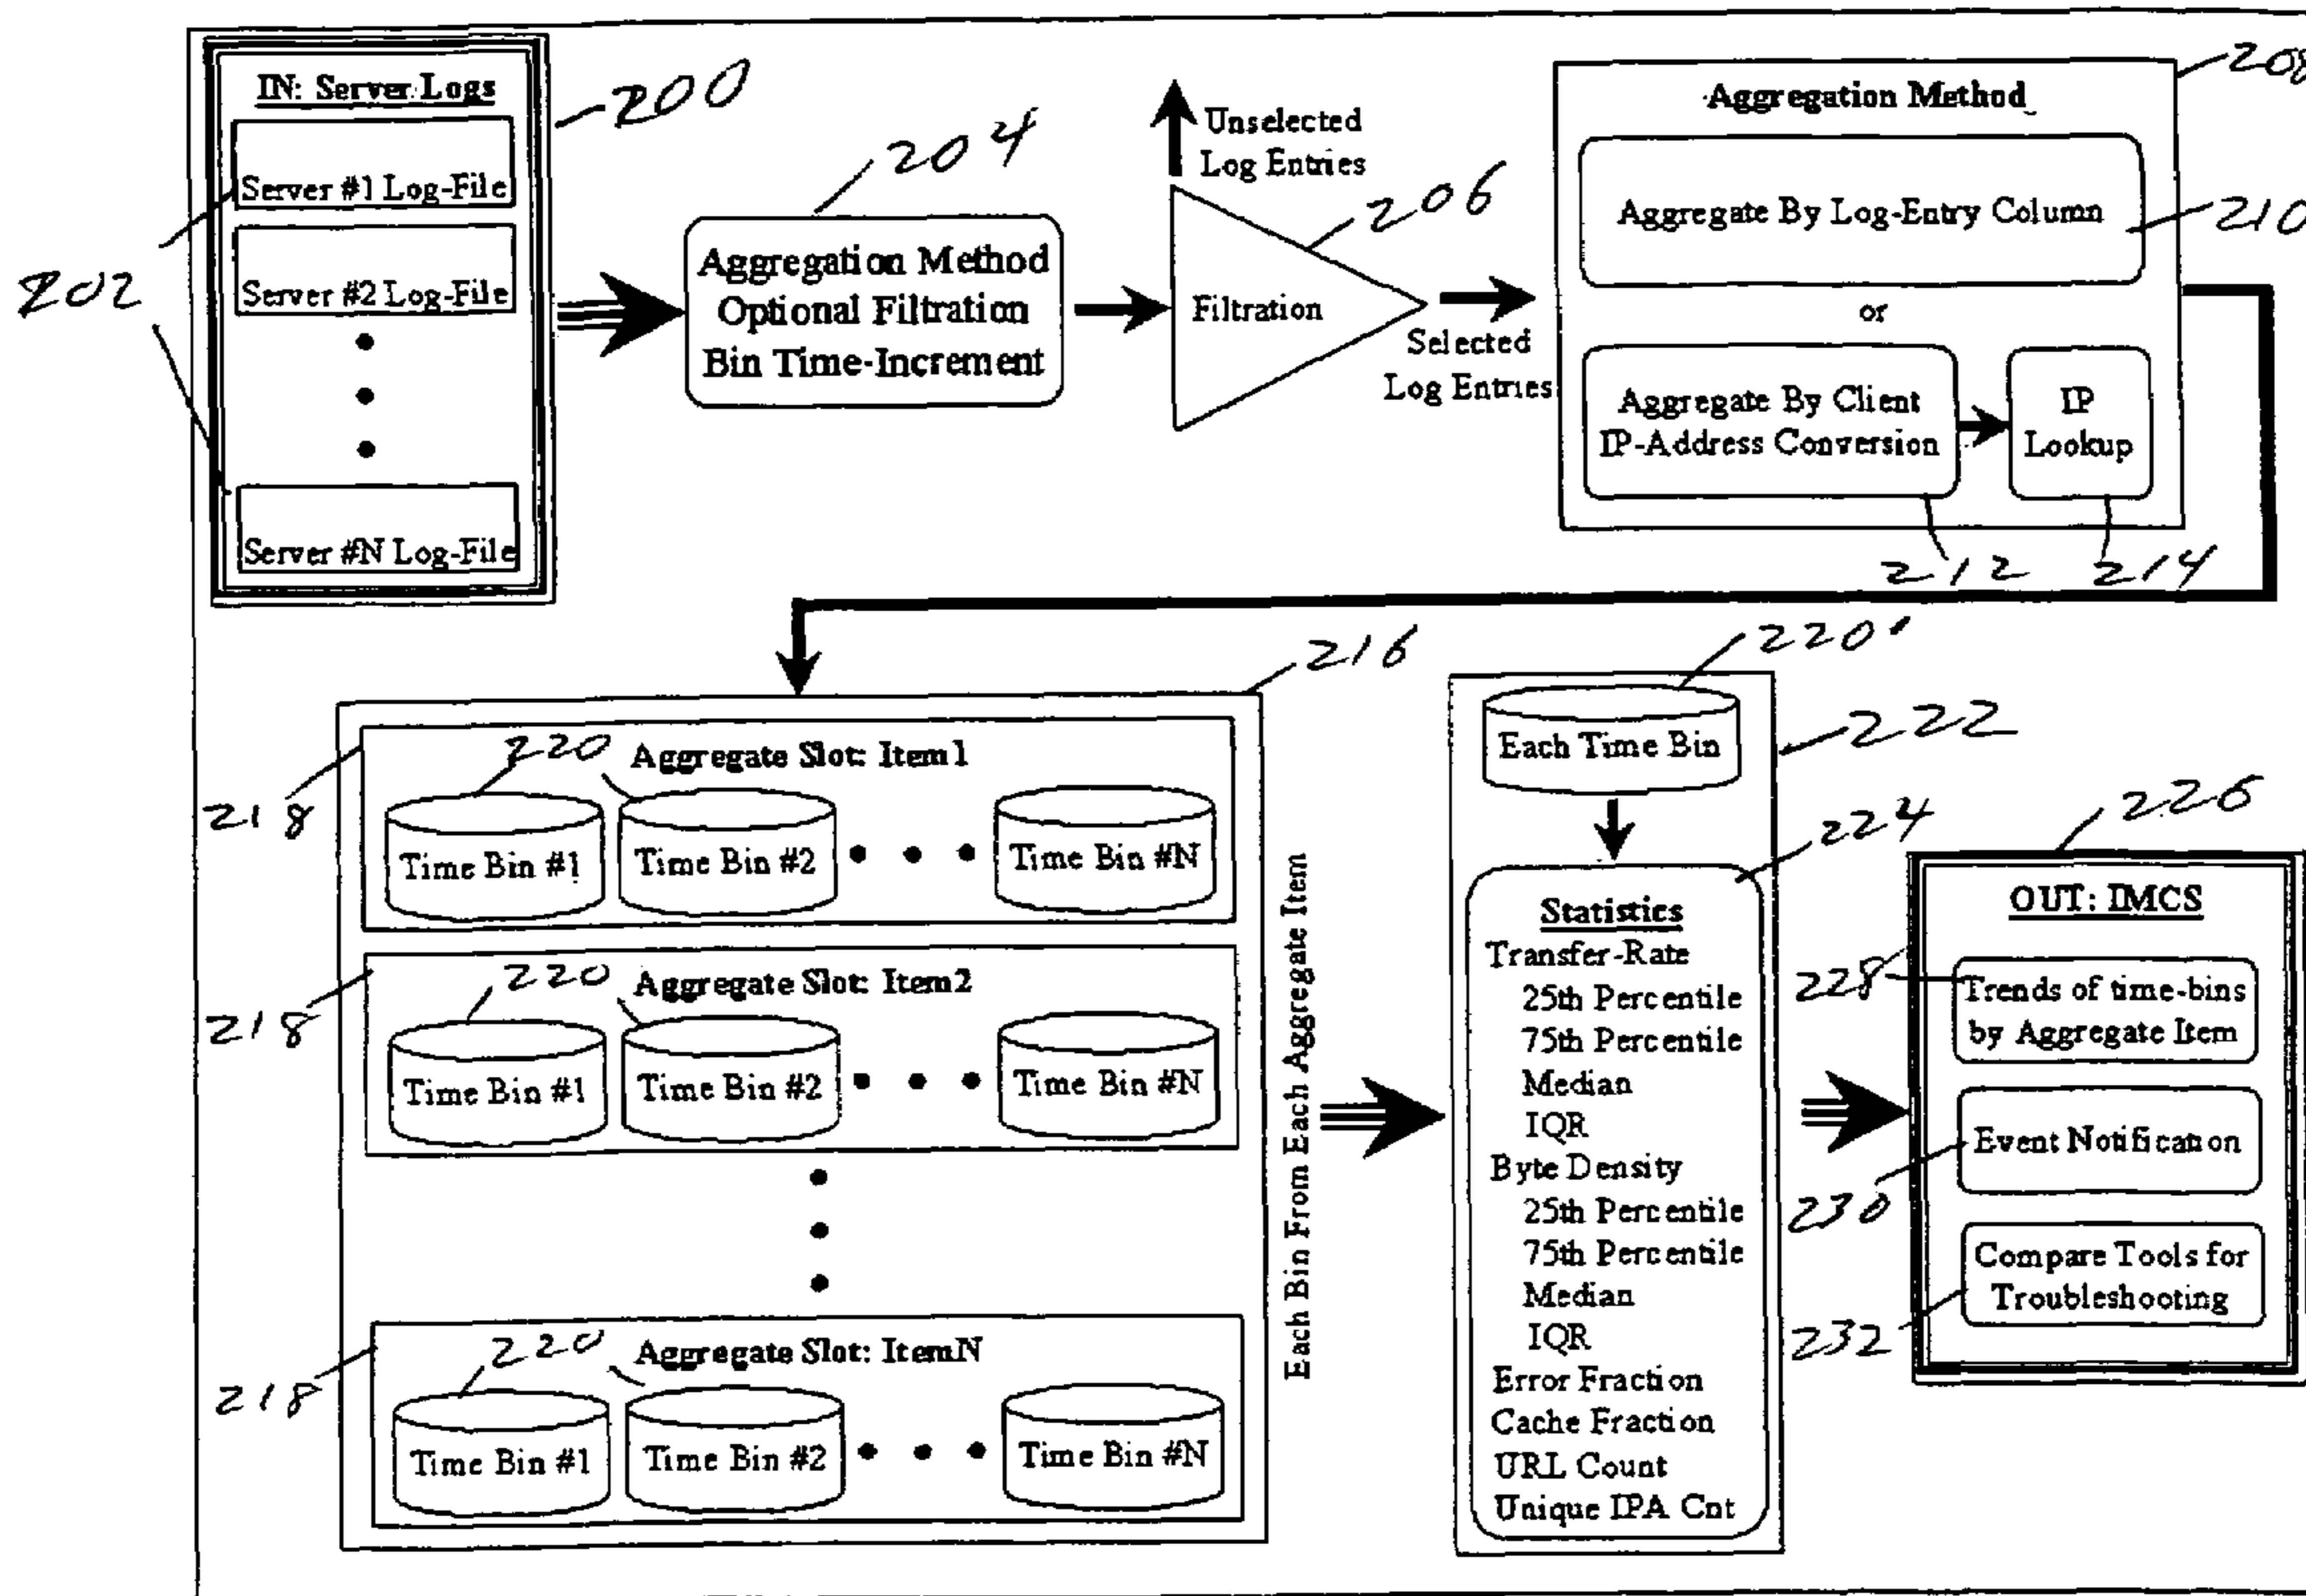 IN: Server Logs
200
Server #1 Log-File
Server #2 Log-File
202
Server #N Log-File
204
Aggregation Method
Optional Filtration
Bin Time-Increment
Unselected
Log Entries
206
Filtration
Selected
Log Entries
208
Aggregation Method
Aggregate By Log-Entry Column
210
or
Aggregate By Client
IP-Address Conversion
IP
Lookup
212
214
216
218
220
Aggregate Slot: Item1
Time Bin #1
Time Bin #2
Time Bin #N
218
220
Aggregate Slot: Item2
Time Bin #1
Time Bin #2
Time Bin #N
218
220
Aggregate Slot: ItemN
Time Bin #1
Time Bin #2
Time Bin #N
Each Bin From Each Aggregate Item
220'
Each Time Bin
222
224
Statistics
Transfer-Rate
25th Percentile
75th Percentile
Median
IQR
Byte Density
25th Percentile
75th Percentile
Median
IQR
Error Fraction
Cache Fraction
URL Count
Unique IPA Cnt
226
OUT: IMCS
228
Trends of time-bins
by Aggregate Item
Event Notification
230
Compare Tools for
Troubleshooting
232